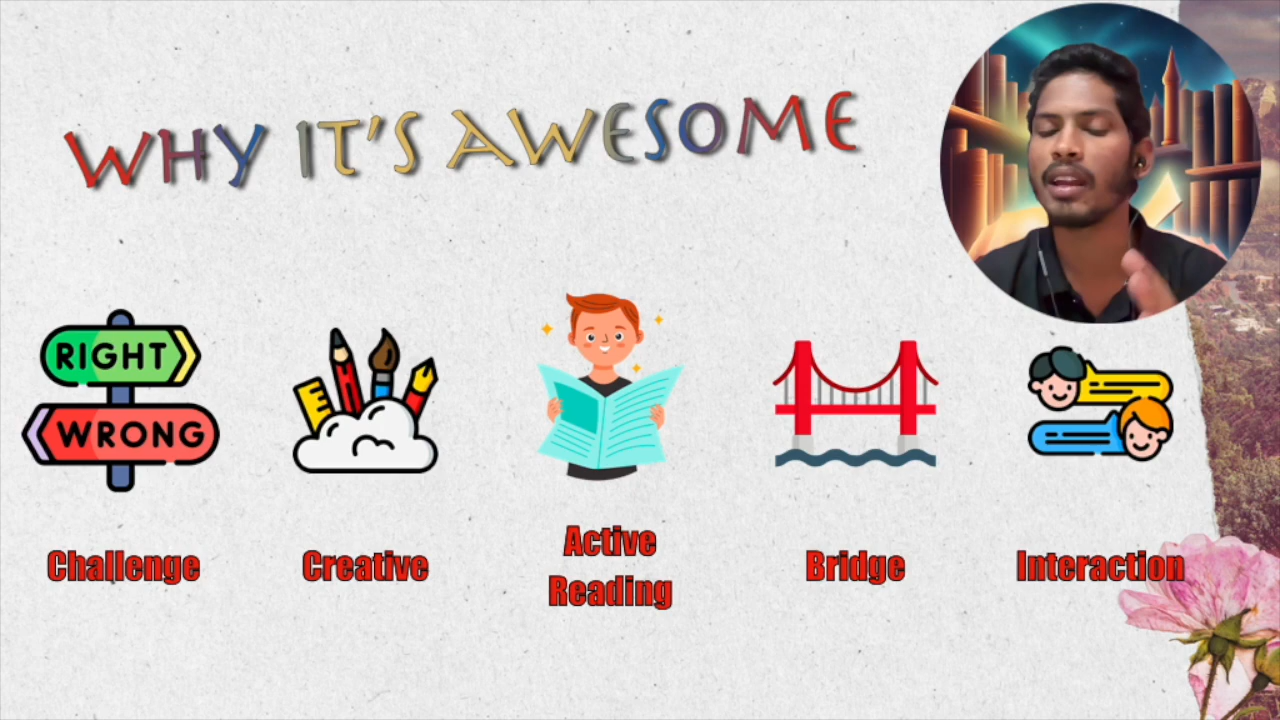 WHY IT'S AWESOME
RIGHT
WRONG
Challenge
Creative
Active
Reading
Bridge
Interaction